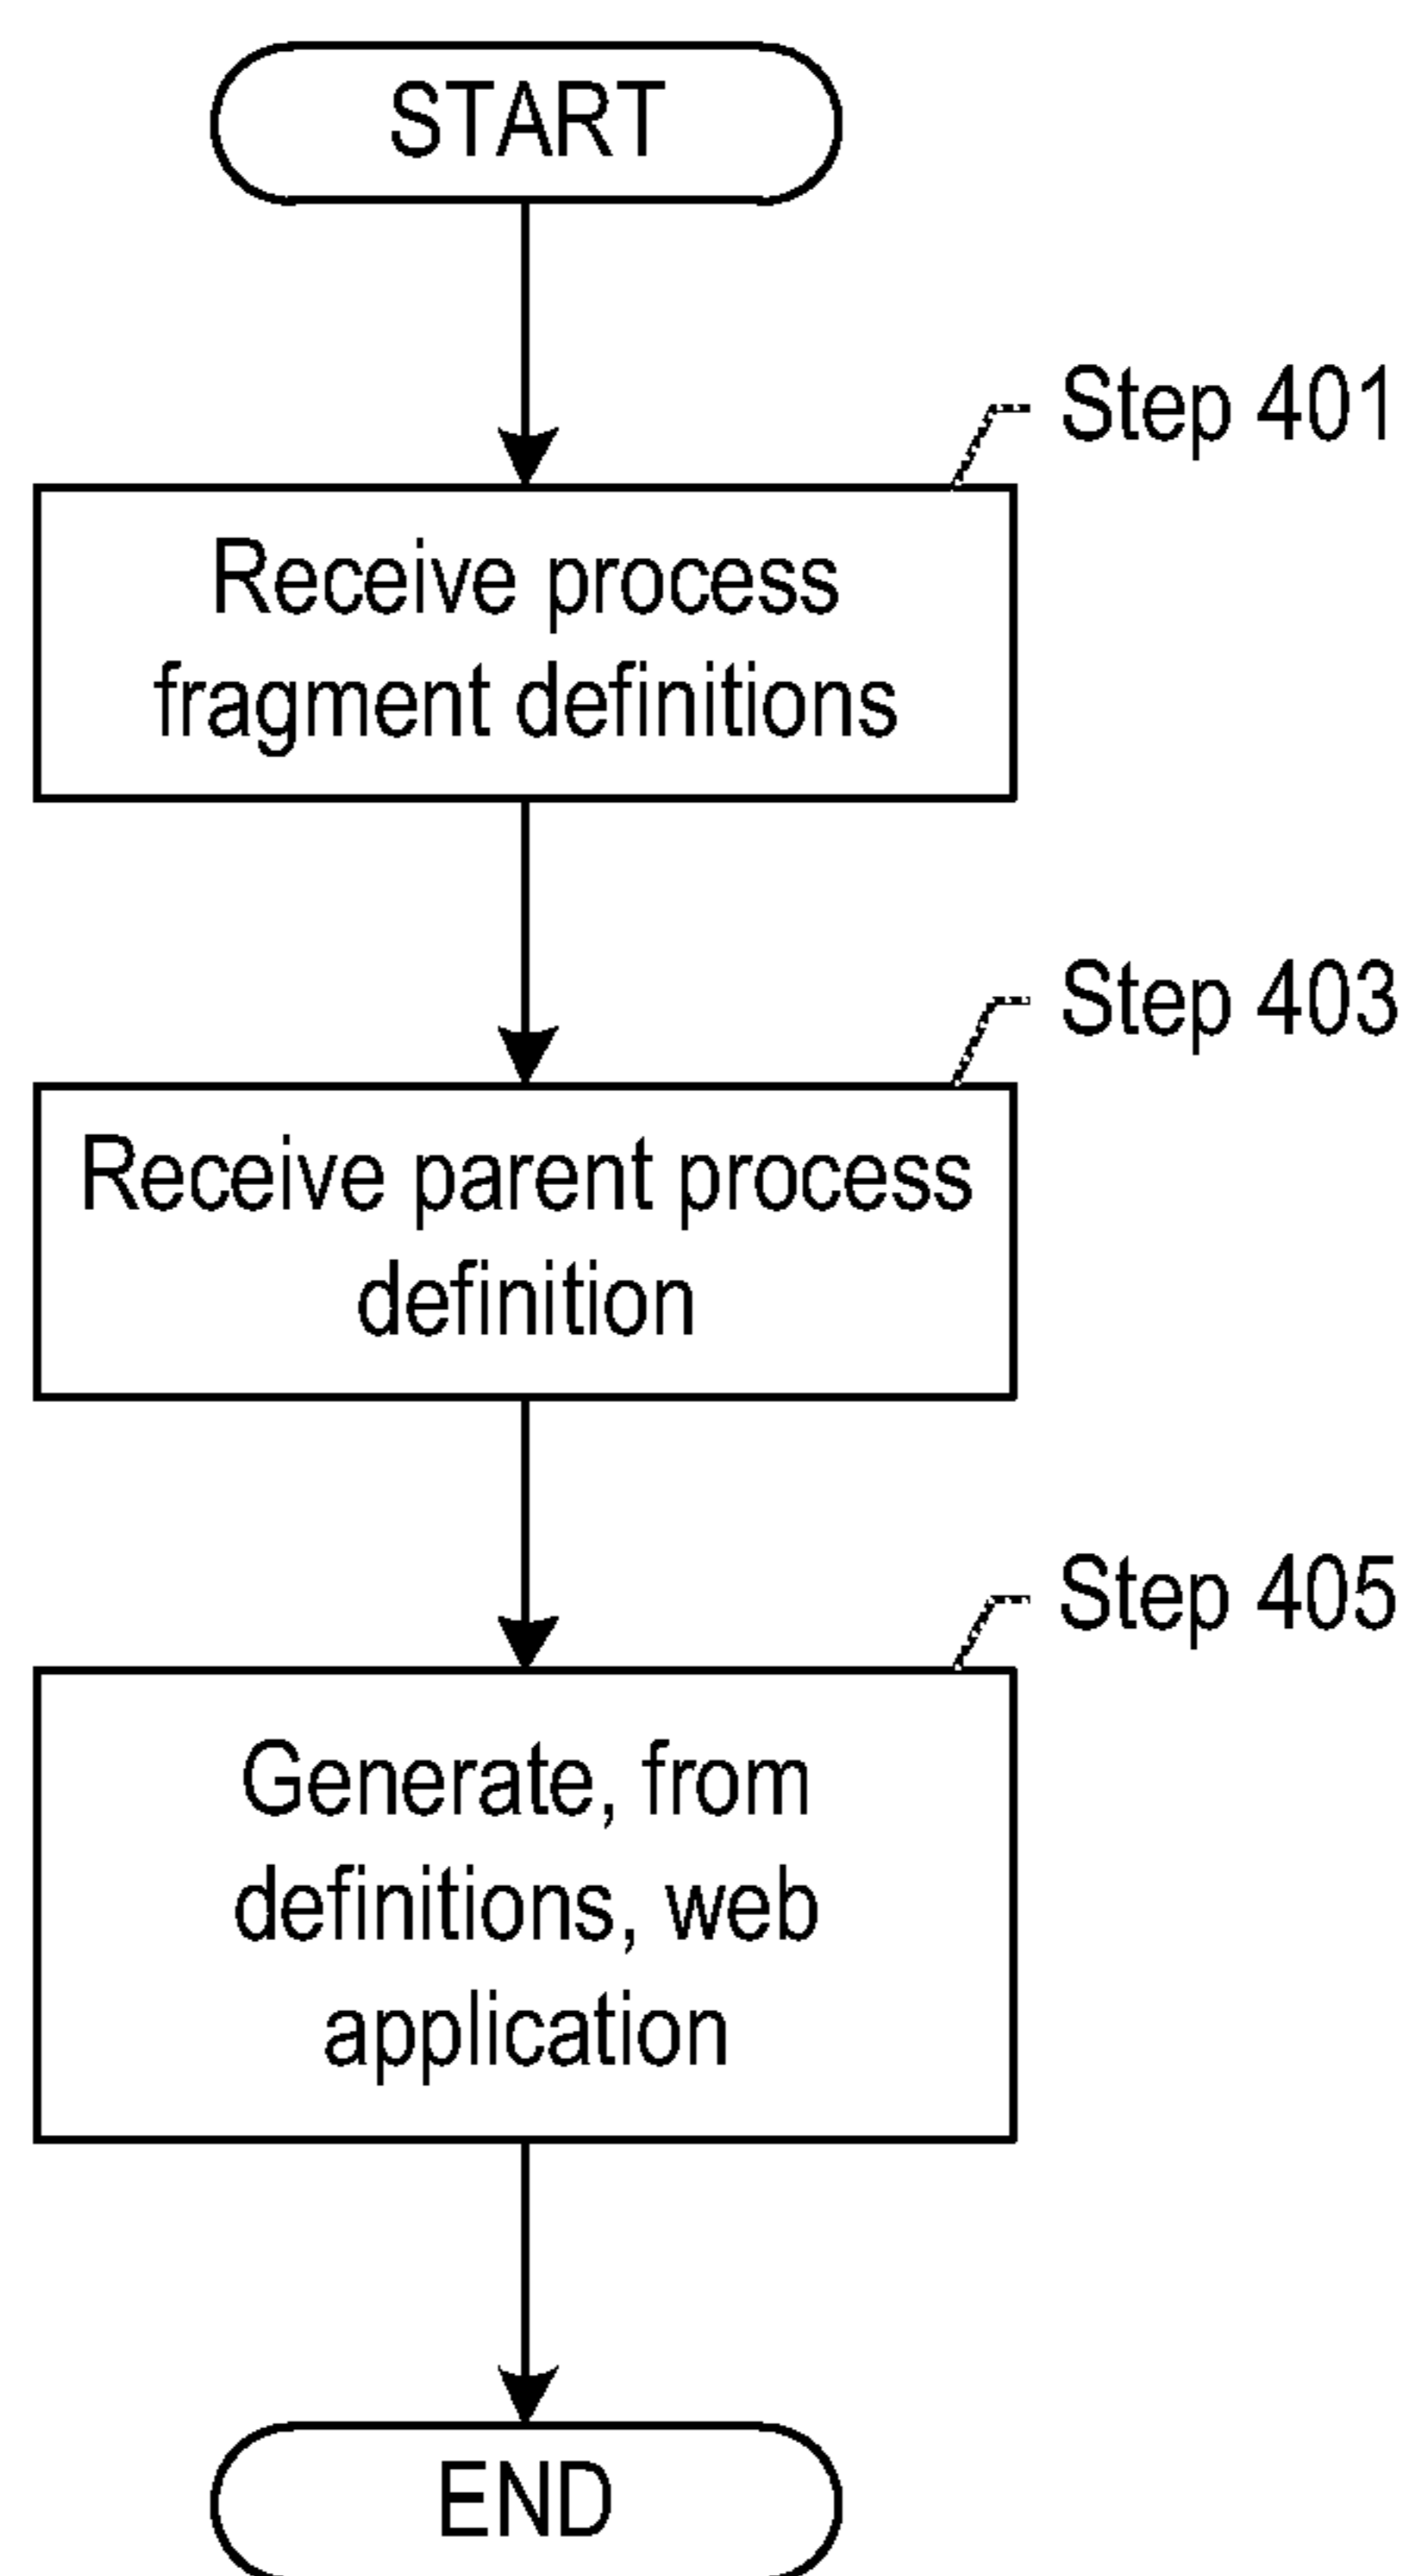 START
Step 401
Receive process
fragment definitions
Step 403
Receive parent process
definition
Step 405
Generate, from
definitions, web
application
END